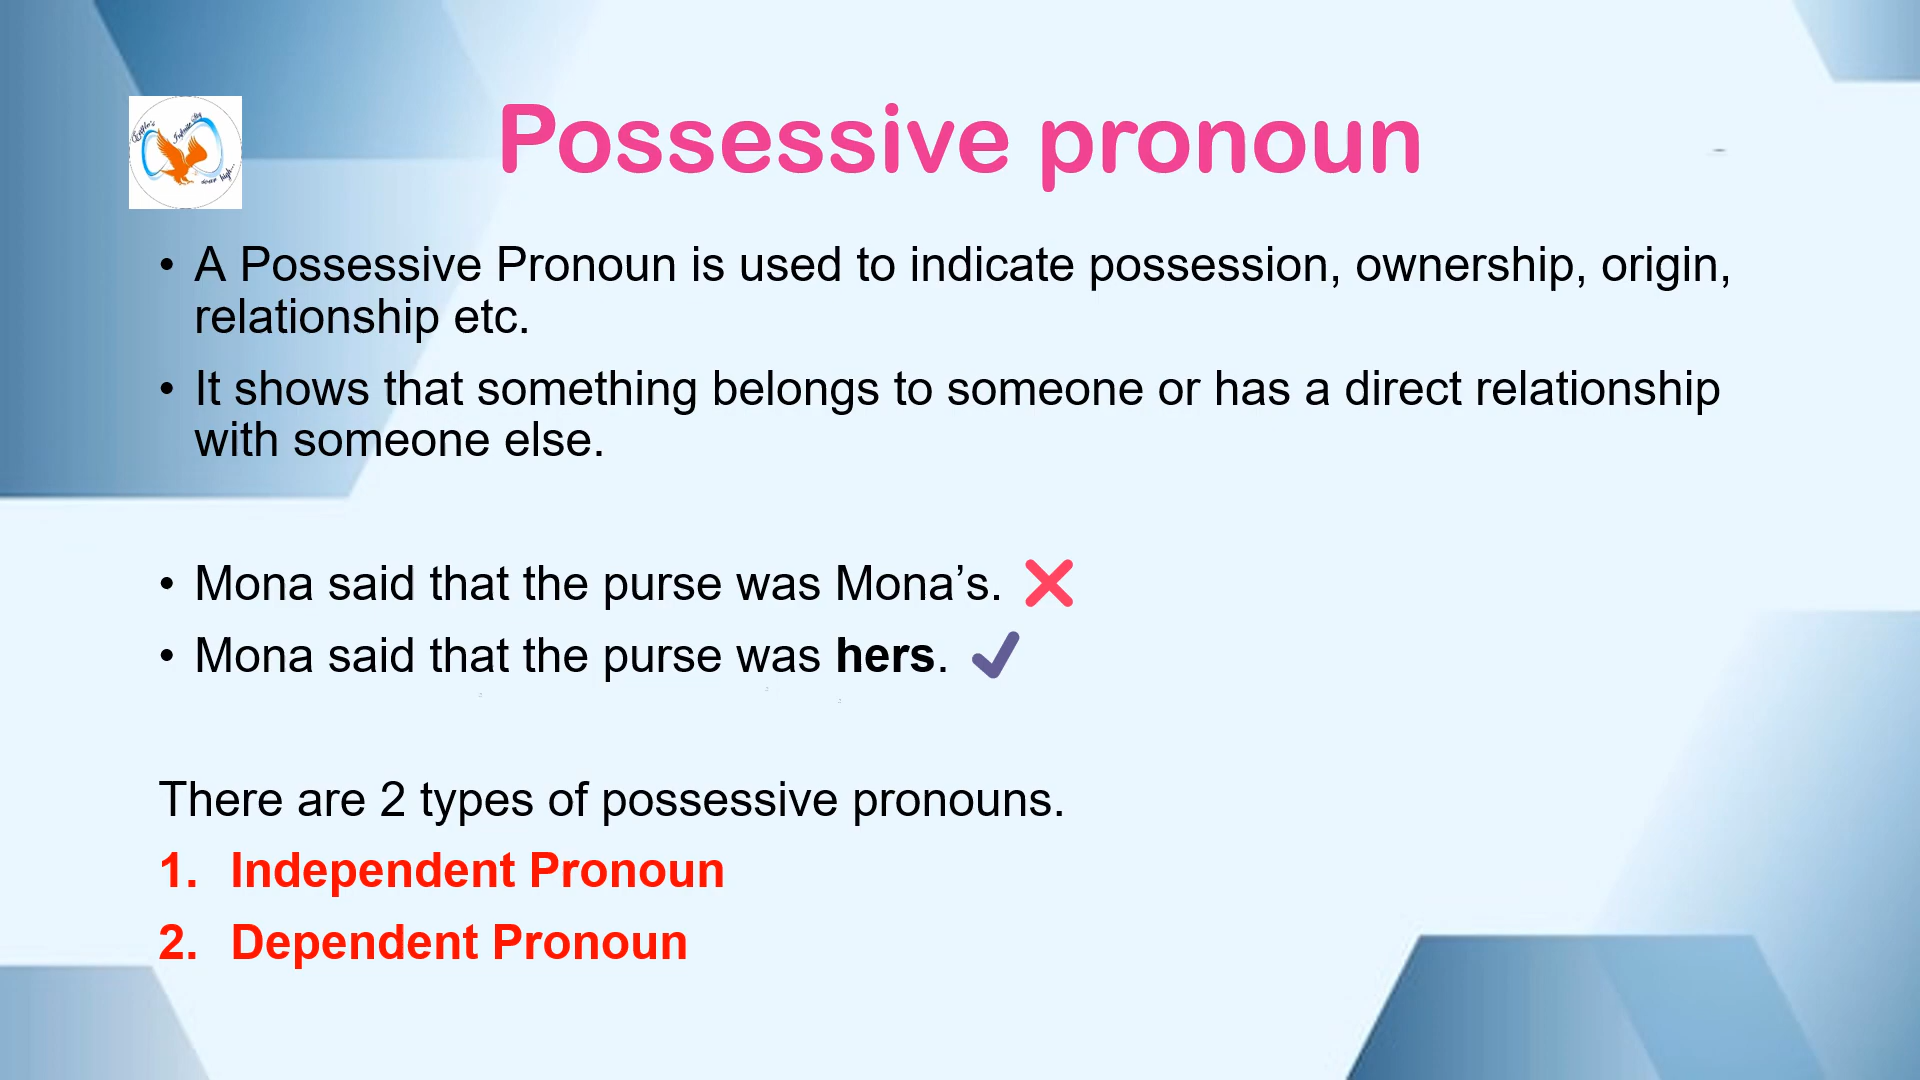 Possessive pronoun
• A Possessive Pronoun is used to indicate possession, ownership, origin,
relationship etc.
• It shows that something belongs to someone or has a direct relationship
with someone else.
• Mona said that the purse was Mona’s.
• Mona said that the purse was hers.
There are 2 types of possessive pronouns.
1. Independent Pronoun
2. Dependent Pronoun